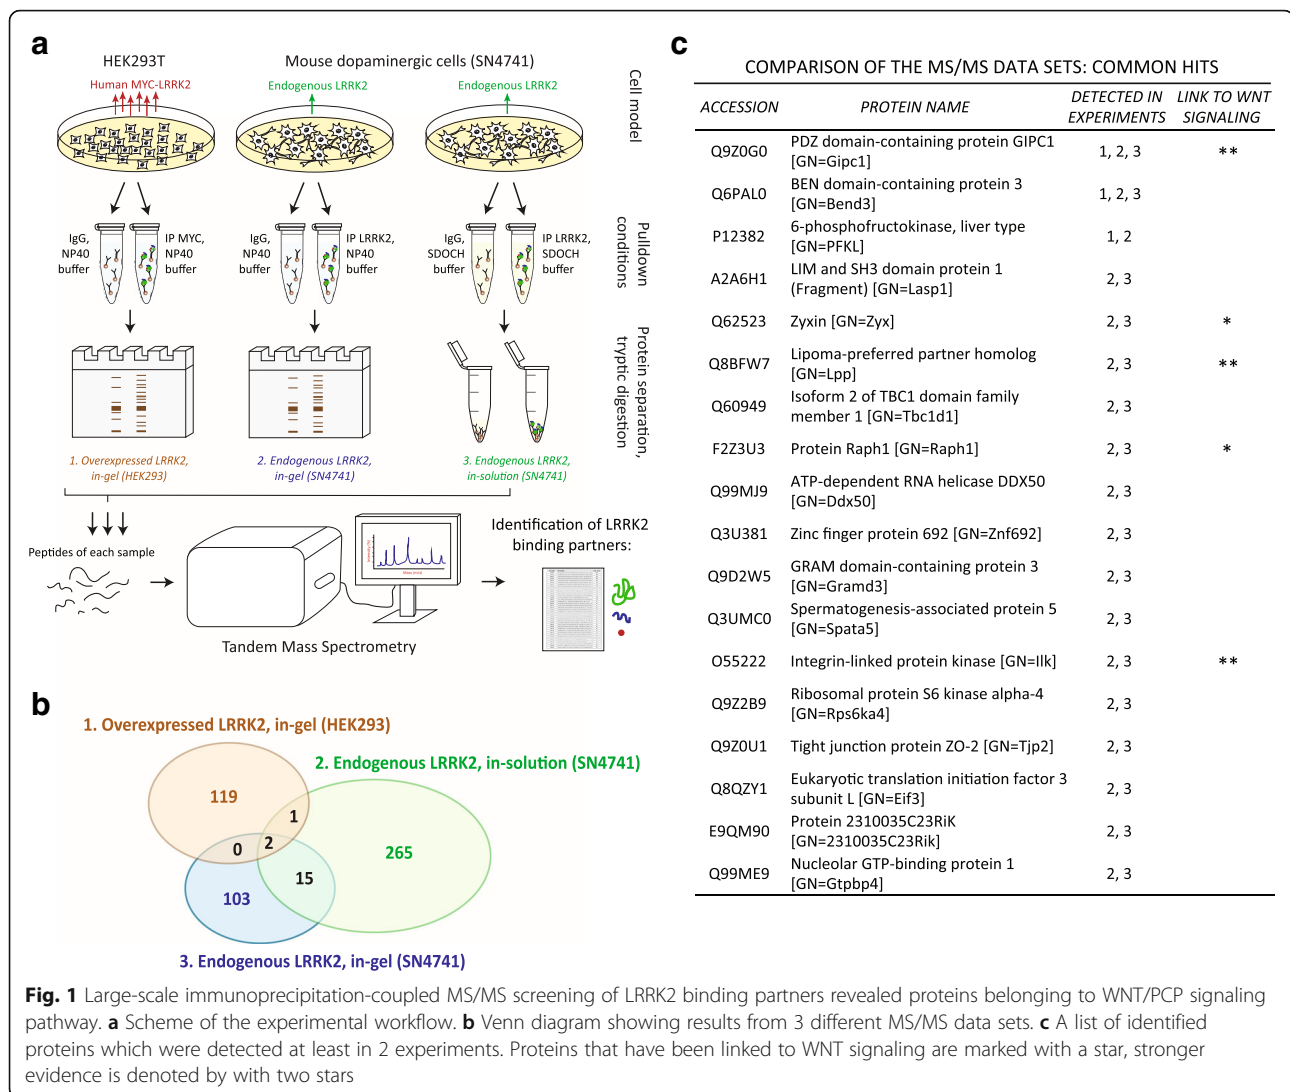 a
HEK293T
Mouse dopaminergic cells (SN4741)
Human MYC-LRRK2
Endogenous LRRK2
Endogenous LRRK2
Cell model
IgG,
NP40
buffer
IP MYC,
NP40
buffer
IgG,
NP40
buffer
IP LRRK2,
NP40
buffer
IgG,
SDOCH
buffer
IP LRRK2,
SDOCH
buffer
Pulldown
conditions
Protein separation,
tryptic digestion
1. Overexpressed LRRK2,
in-gel (HEK293)
2. Endogenous LRRK2,
in-gel (SN4741)
3. Endogenous LRRK2,
in-solution (SN4741)
Peptides of each sample
Tandem Mass Spectrometry
Identification of LRRK2
binding partners:
b
1. Overexpressed LRRK2, in-gel (HEK293)
2. Endogenous LRRK2, in-solution (SN4741)
119
1
2
0
265
15
103
3. Endogenous LRRK2, in-gel (SN4741)
c
COMPARISON OF THE MS/MS DATA SETS: COMMON HITS
ACCESSION PROTEIN NAME DETECTED IN EXPERIMENTS LINK TO WNT SIGNALING
Q9Z0G0 PDZ domain-containing protein GIPC1 [GN=Gipc1] 1, 2, 3 **
Q6PAL0 BEN domain-containing protein 3 [GN=Bend3] 1, 2, 3
P12382 6-phosphofructokinase, liver type [GN=PFKL] 1, 2
A2A6H1 LIM and SH3 domain protein 1 (Fragment) [GN=Lasp1] 2, 3
Q62523 Zyxin [GN=Zyx] 2, 3 *
Q8BFW7 Lipoma-preferred partner homolog [GN=Lpp] 2, 3 **
Q60949 Isoform 2 of TBC1 domain family member 1 [GN=Tbc1d1] 2, 3
F2Z3U3 Protein Raph1 [GN=Raph1] 2, 3 *
Q99MJ9 ATP-dependent RNA helicase DDX50 [GN=Ddx50] 2, 3
Q3U381 Zinc finger protein 692 [GN=Znf692] 2, 3
Q9D2W5 GRAM domain-containing protein 3 [GN=Gramd3] 2, 3
Q3UMC0 Spermatogenesis-associated protein 5 [GN=Spata5] 2, 3
O55222 Integrin-linked protein kinase [GN=Ilk] 2, 3 **
Q9Z2B9 Ribosomal protein S6 kinase alpha-4 [GN=Rps6ka4] 2, 3
Q9Z0U1 Tight junction protein ZO-2 [GN=Tjp2] 2, 3
Q8QZY1 Eukaryotic translation initiation factor 3 subunit L [GN=Eif3] 2, 3
E9QM90 Protein 2310035C23RiK [GN=2310035C23Rik] 2, 3
Q99ME9 Nucleolar GTP-binding protein 1 [GN=Gtpbp4] 2, 3
Fig. 1 Large-scale immunoprecipitation-coupled MS/MS screening of LRRK2 binding partners revealed proteins belonging to WNT/PCP signaling
pathway. a Scheme of the experimental workflow. b Venn diagram showing results from 3 different MS/MS data sets. c A list of identified
proteins which were detected at least in 2 experiments. Proteins that have been linked to WNT signaling are marked with a star, stronger
evidence is denoted by with two stars